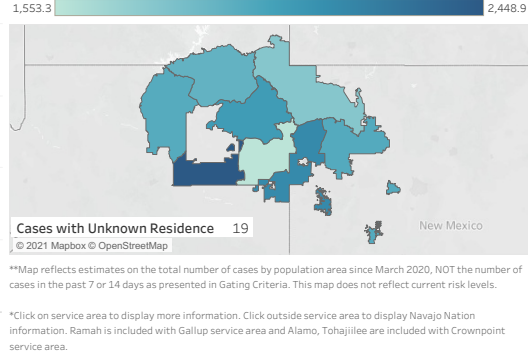 1,553.3 2,448.9
New Mexico
Cases with Unknown Residence 19
© 2021 Mapbox © OpenStreetMap
**Map reflects estimates on the total number of cases by population area since March 2020, NOT the number of
cases in the past 7 or 14 days as presented in Gating Criteria. This map does not reflect current risk levels.
*Click on service area to display more information. Click outside service area to display Navajo Nation
information. Ramah is included with Gallup service area and Alamo, Tohajiilee are included with Crownpoint
service area.